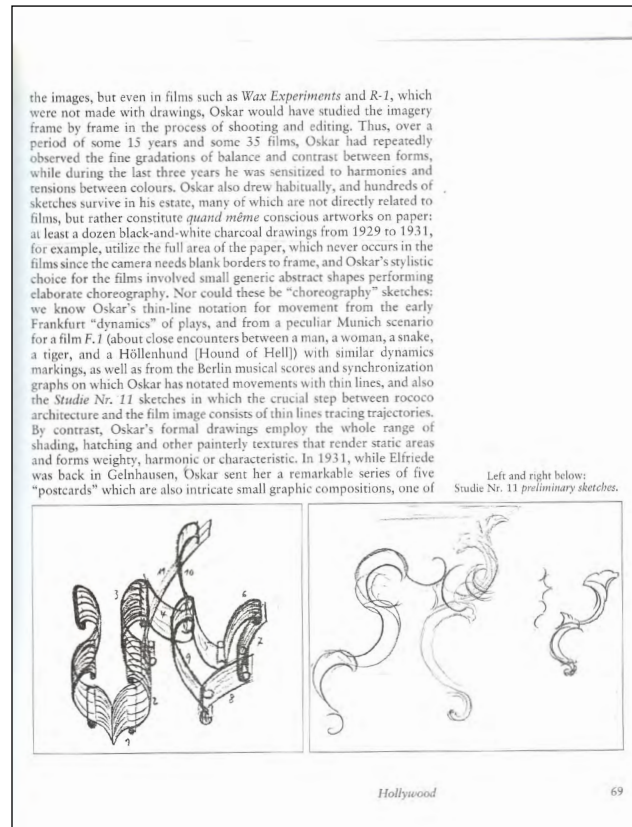 the images, but even in films such as Wax Experiments and R-1, which
were not made with drawings, Oskar would have studied the imagery
frame by frame in the process of shooting and editing. Thus, over a
period of some 15 years and some 35 films, Oskar had repeatedly
observed the fine gradations of balance and contrast between forms,
while during the last three years he was sensitized to harmonies and
tensions between colours. Oskar also drew habitually, and hundreds of
sketches survive in his estate, many of which are not directly related to
films, but rather constitute quand même conscious artworks on paper:
at least a dozen black-and-white charcoal drawings from 1929 to 1931,
for example, utilize the full area of the paper, which never occurs in the
films since the camera needs blank borders to frame, and Oskar's stylistic
choice for the films involved small generic abstract shapes performing
elaborate choreography. Nor could these be "choreography" sketches:
we know Oskar's thin-line notation for movement from the early
Frankfurt "dynamics" of plays, and from a peculiar Munich scenario
for a film F.1 (about close encounters between a man, a woman, a snake,
a tiger, and a Höllenhund [Hound of Hell]) with similar dynamics
markings, as well as from the Berlin musical scores and synchronization
graphs on which Oskar has notated movements with thin lines, and also
the Studie Nr. 11 sketches in which the crucial step between rococo
architecture and the film image consists of thin lines tracing trajectories.
By contrast, Oskar's formal drawings employ the whole range of
shading, hatching and other painterly textures that render static areas
and forms weighty, harmonic or characteristic. In 1931, while Elfriede
was back in Gelnhausen, Oskar sent her a remarkable series of five
"postcards" which are also intricate small graphic compositions, one of
Left and right below:
Studie Nr. 11 preliminary sketches.
11
10
3
4
6
7
9
8
2
1
Hollywood
69